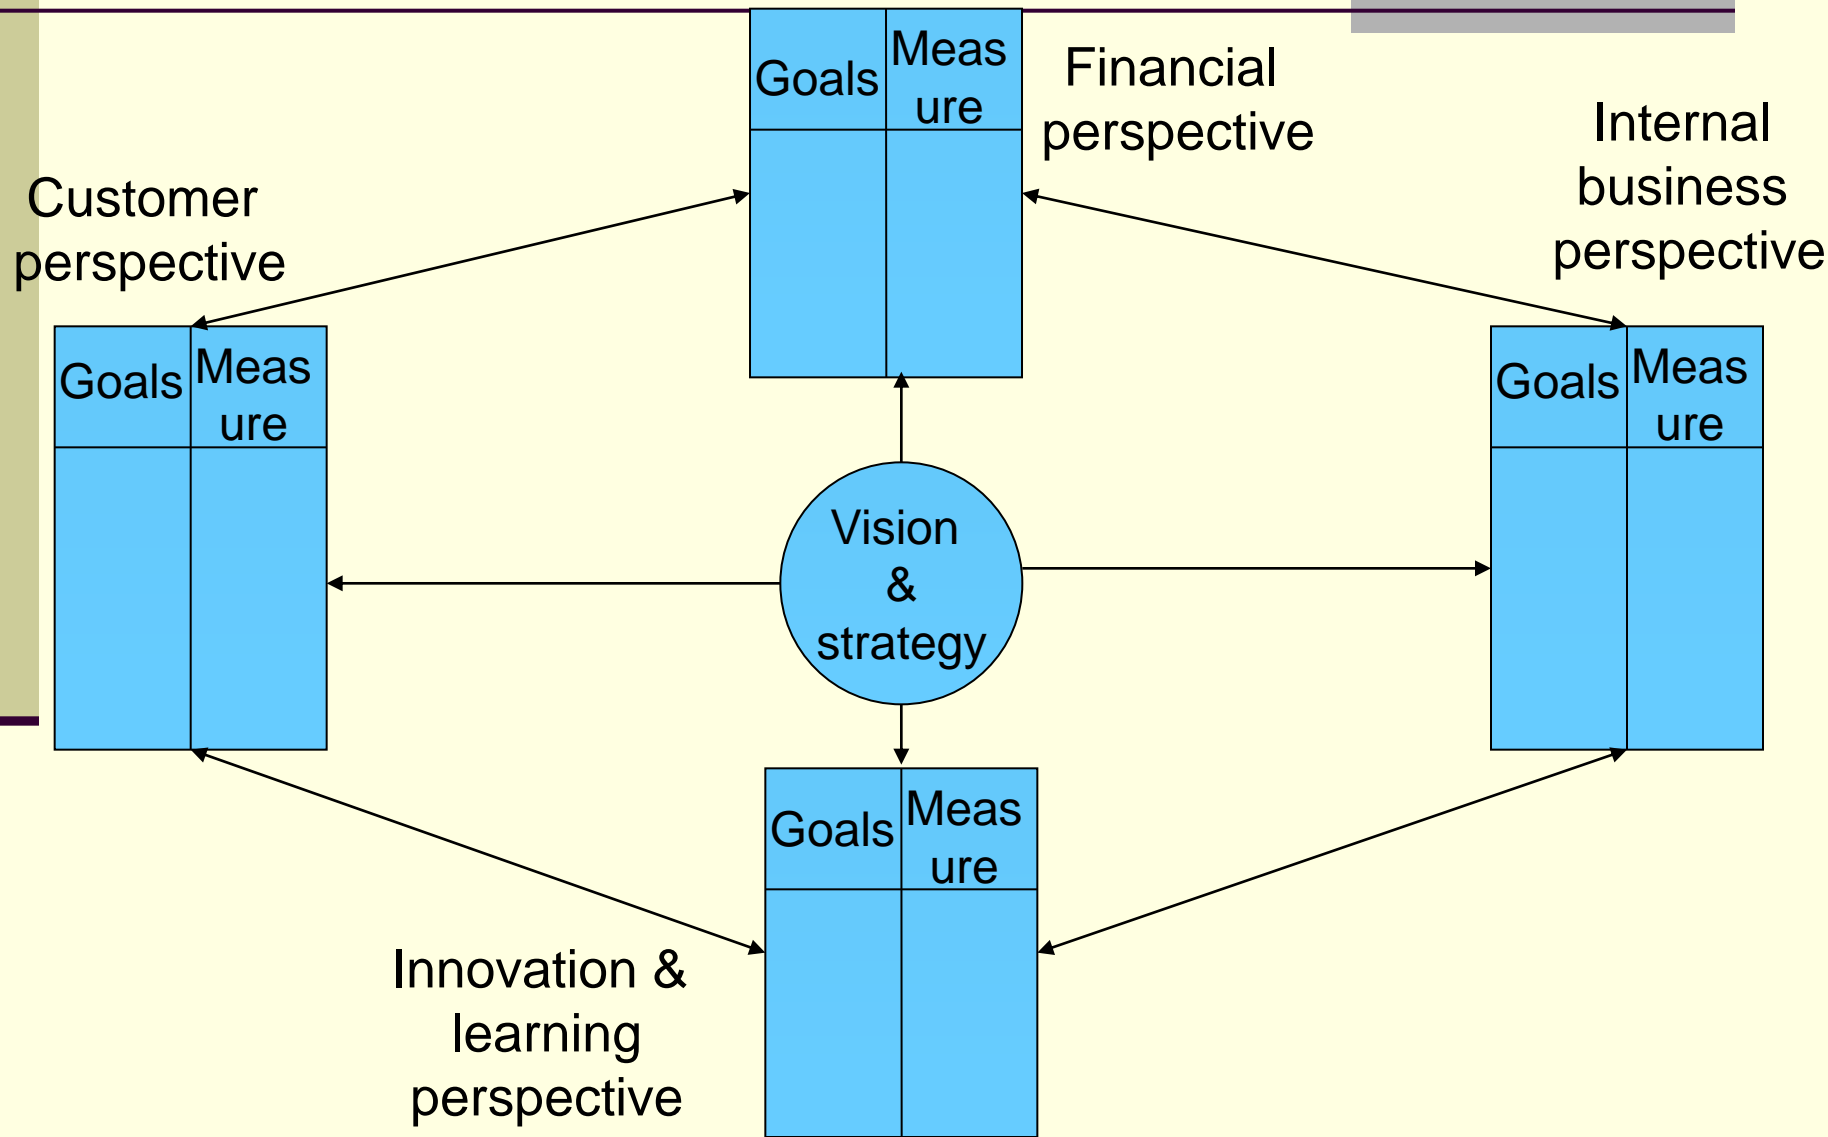 Goals
Meas
ure
Financial
perspective
Internal
business
perspective
Customer
perspective
Goals
Meas
ure
Goals
Meas
ure
Vision
&
strategy
Goals
Meas
ure
Innovation &
learning
perspective